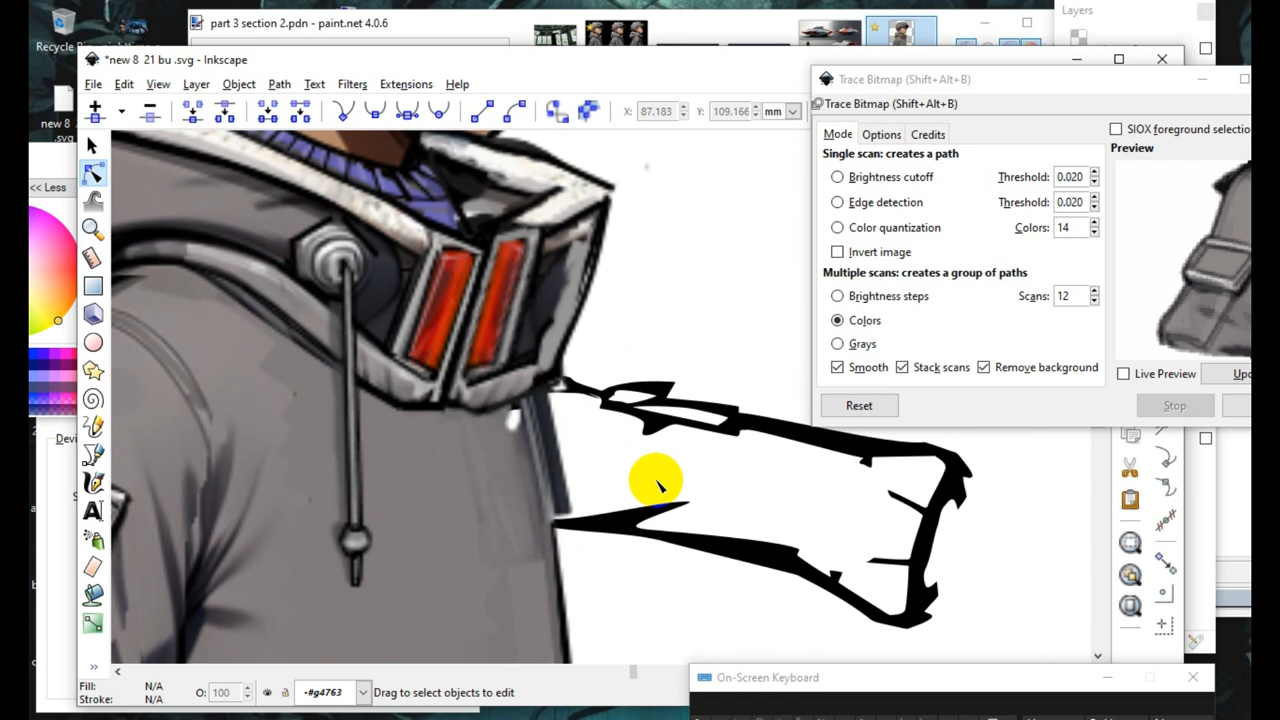 Layers
part 3 section 2.pdn - paint.net 4.0.6
Recycle
*new 8 21 bu .svg - Inkscape
File Edit View Layer Object Path Text Filters Extensions Help
Trace Bitmap (Shift+Alt+B)
X: 87.183 Y: 109.166 mm
Trace Bitmap (Shift+Alt+B)
new 8
.svg
Mode Options Credits
SIOX foreground selectio
Single scan: creates a path
Preview
Brightness cutoff Threshold: 0.020
<< Less
Edge detection Threshold: 0.020
Color quantization Colors: 14
Invert image
Multiple scans: creates a group of paths
Brightness steps Scans: 12
Colors
Grays
Smooth Stack scans Remove background
Live Preview Up
Reset Stop
Devi
Fill: N/A
Stroke: N/A
O: 100
-#g4763
Drag to select objects to edit
On-Screen Keyboard